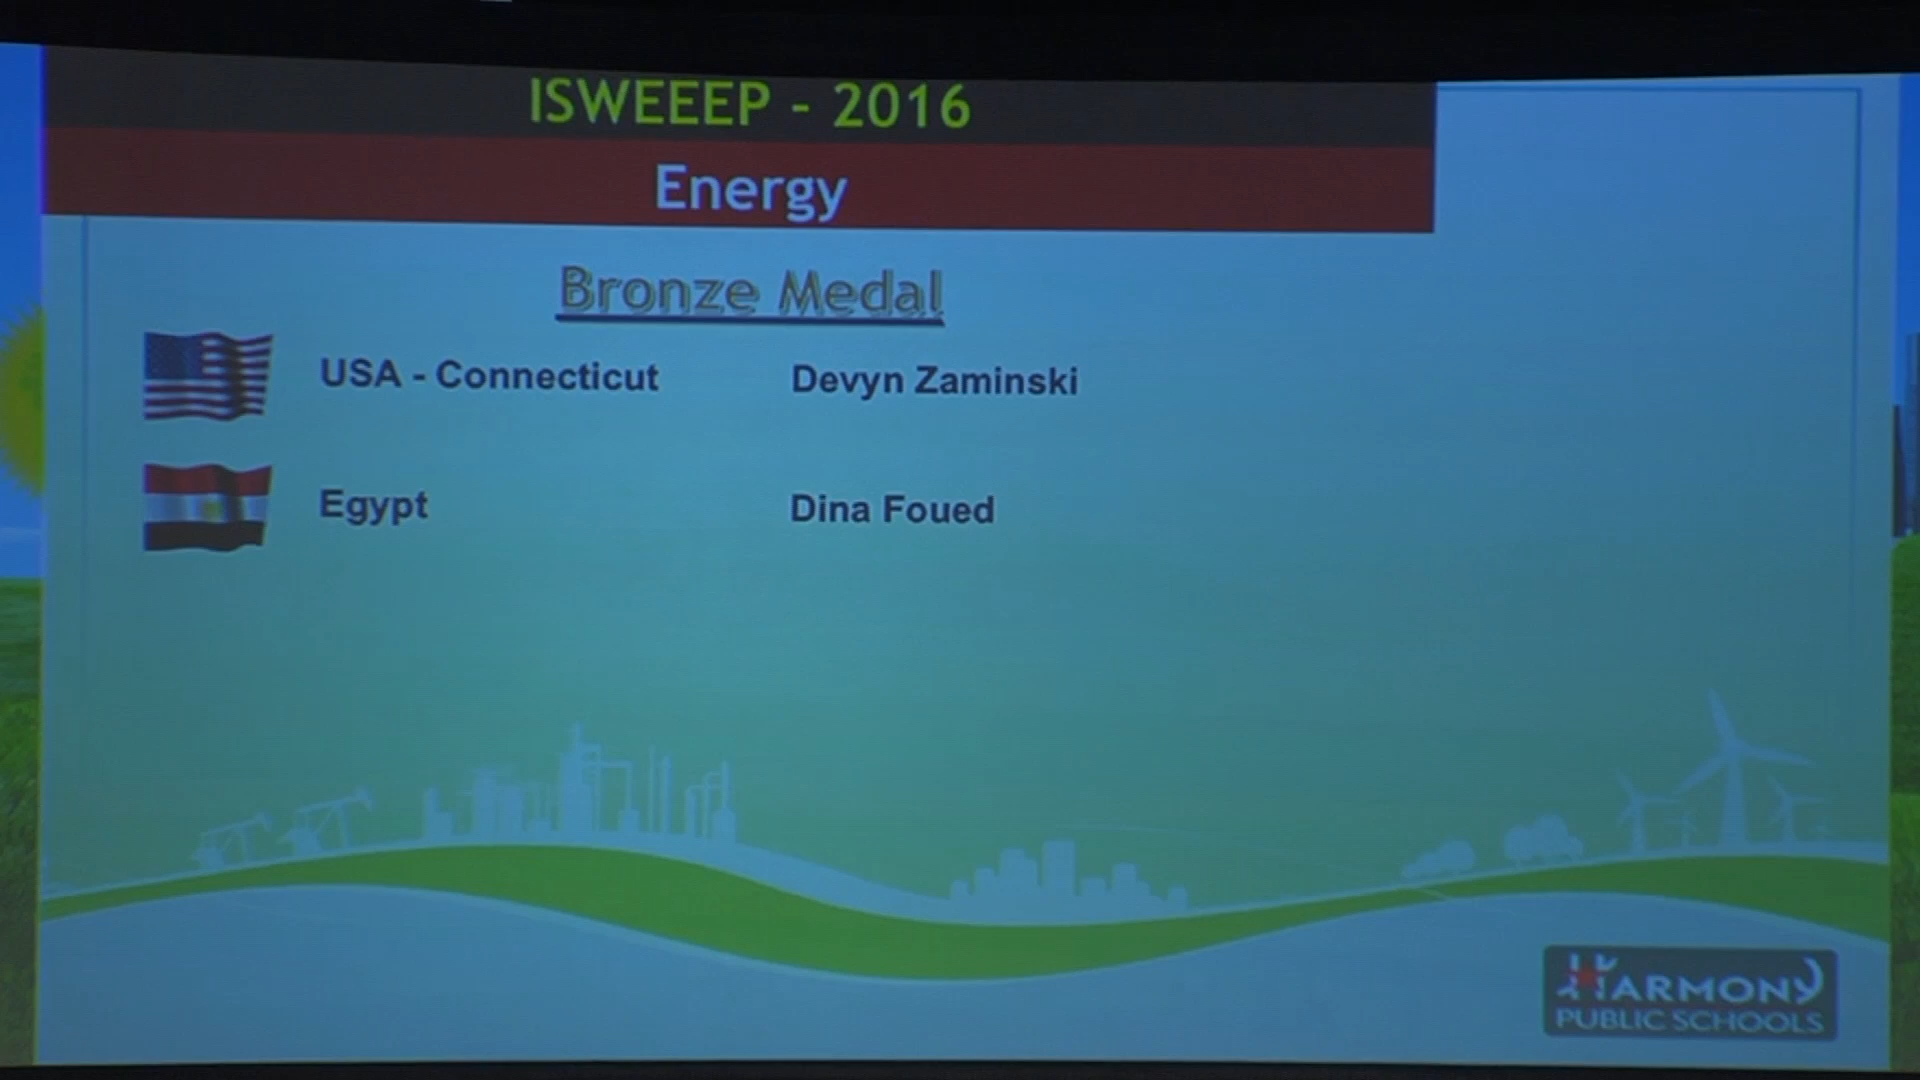 ISWEEEP - 2016
Energy
Bronze Medal
USA - Connecticut Devyn Zaminski
Egypt Dina Foued
HARMONY
PUBLIC SCHOOLS